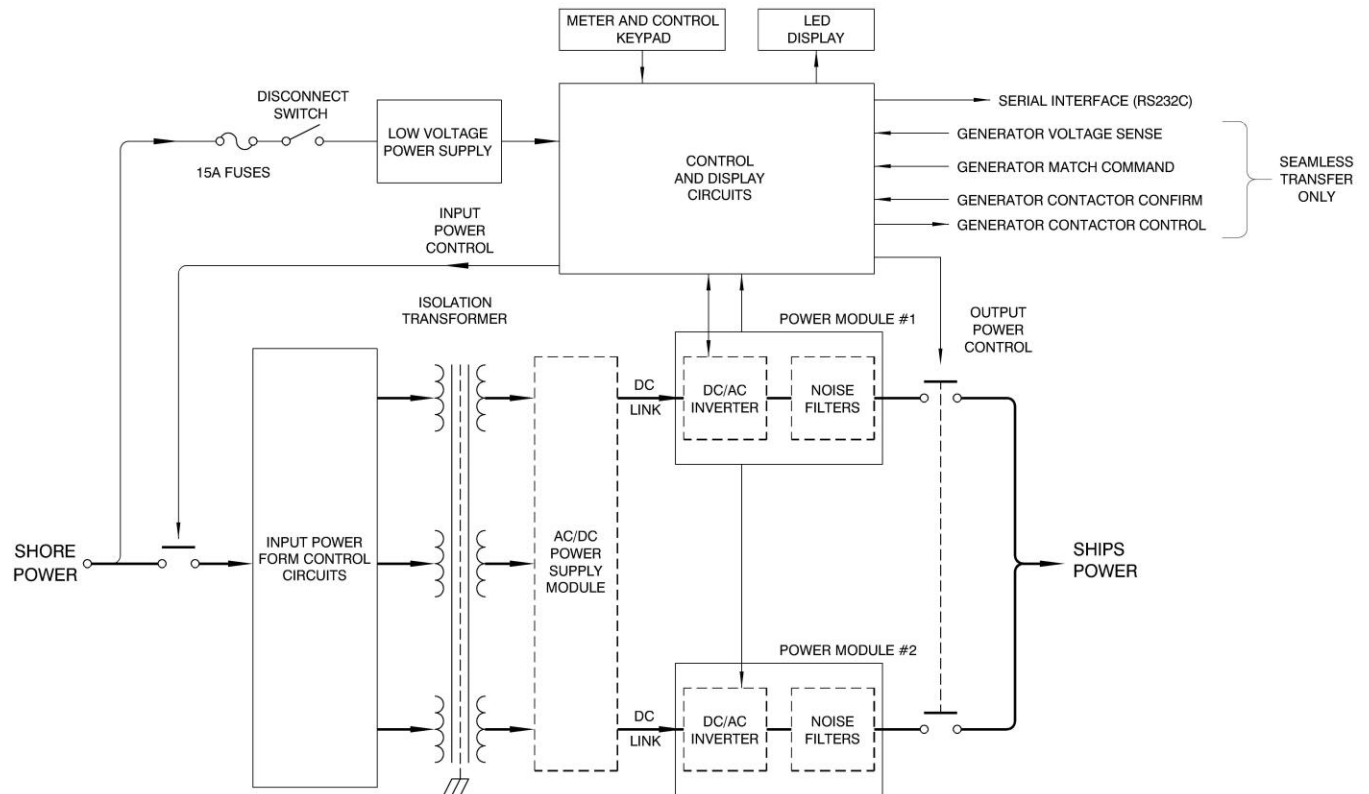 METER AND CONTROL
KEYPAD
LED
DISPLAY
DISCONNECT
SWITCH
15A FUSES
LOW VOLTAGE
POWER SUPPLY
CONTROL
AND DISPLAY
CIRCUITS
SERIAL INTERFACE (RS232C)
GENERATOR VOLTAGE SENSE
GENERATOR MATCH COMMAND
GENERATOR CONTACTOR CONFIRM
GENERATOR CONTACTOR CONTROL
SEAMLESS
TRANSFER
ONLY
INPUT
POWER
CONTROL
ISOLATION
TRANSFORMER
POWER MODULE #1
OUTPUT
POWER
CONTROL
DC
LINK
DC/AC
INVERTER
NOISE
FILTERS
SHORE
POWER
INPUT POWER
FORM CONTROL
CIRCUITS
AC/DC
POWER
SUPPLY
MODULE
SHIPS
POWER
POWER MODULE #2
DC
LINK
DC/AC
INVERTER
NOISE
FILTERS